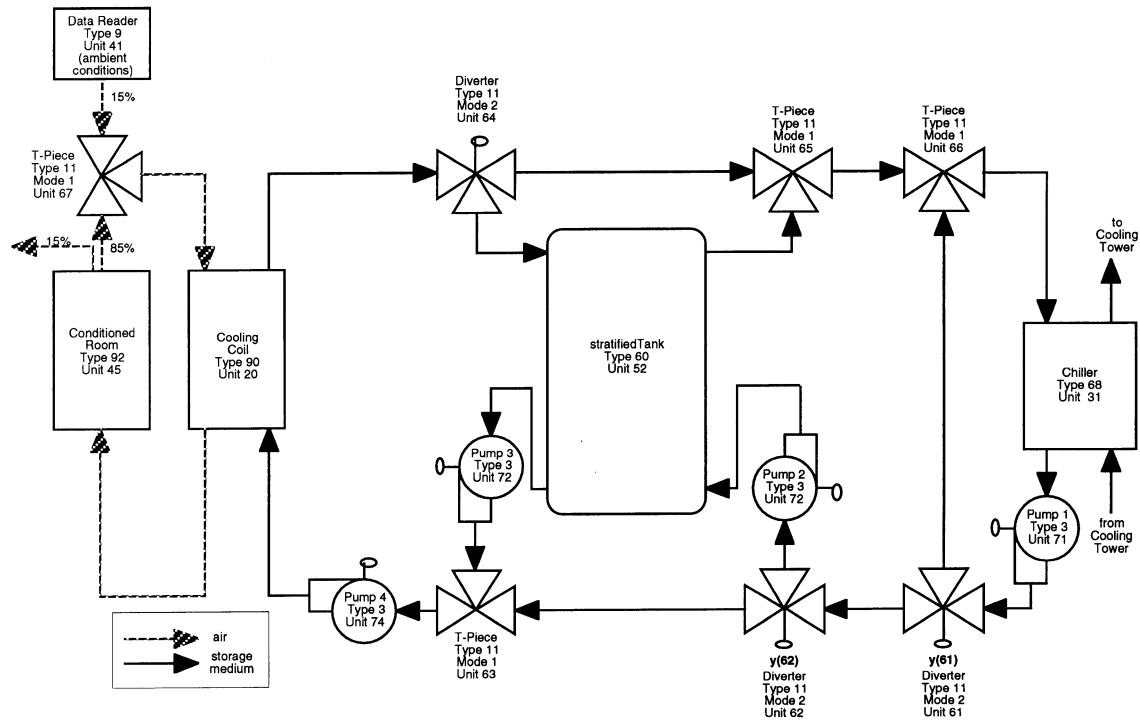 Data Reader
Type 9
Unit 41
(ambient
conditions)
15%
T-Piece
Type 11
Mode 1
Unit 67
15%
85%
Conditioned
Room
Type 92
Unit 45
Cooling
Coil
Type 90
Unit 20
Diverter
Type 11
Mode 2
Unit 64
T-Piece
Type 11
Mode 1
Unit 65
T-Piece
Type 11
Mode 1
Unit 66
stratifiedTank
Type 60
Unit 52
to
Cooling
Tower
Chiller
Type 68
Unit 31
from
Cooling
Tower
Pump 3
Type 3
Unit 72
Pump 2
Type 3
Unit 72
Pump 1
Type 3
Unit 71
Pump 4
Type 3
Unit 74
T-Piece
Type 11
Mode 1
Unit 63
y(62)
Diverter
Type 11
Mode 2
Unit 62
y(61)
Diverter
Type 11
Mode 2
Unit 61
air
storage
medium